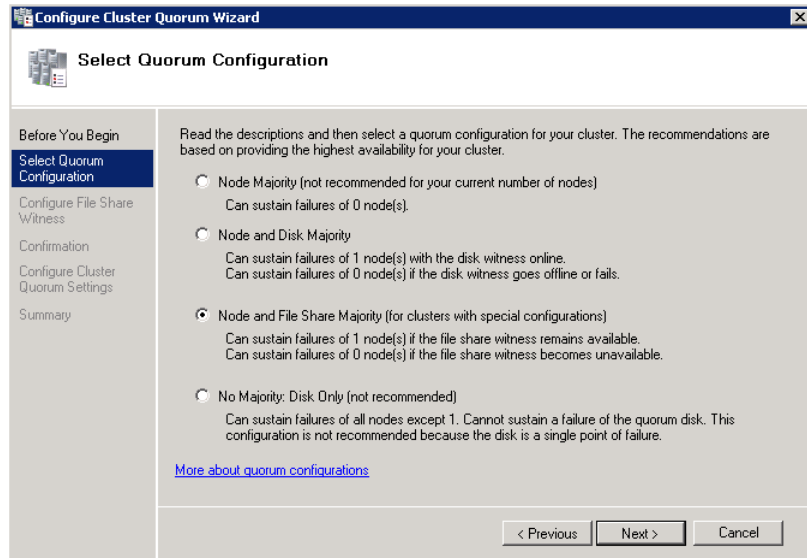 Configure Cluster Quorum Wizard
Select Quorum Configuration
Before You Begin
Select Quorum
Configuration
Configure File Share
Witness
Confirmation
Configure Cluster
Quorum Settings
Summary
Read the descriptions and then select a quorum configuration for your cluster. The recommendations are
based on providing the highest availability for your cluster.
Node Majority (not recommended for your current number of nodes)
Can sustain failures of 0 node(s).
Node and Disk Majority
Can sustain failures of 1 node(s) with the disk witness online.
Can sustain failures of 0 node(s) if the disk witness goes offline or fails.
Node and File Share Majority (for clusters with special configurations)
Can sustain failures of 1 node(s) if the file share witness remains available.
Can sustain failures of 0 node(s) if the file share witness becomes unavailable.
No Majority: Disk Only (not recommended)
Can sustain failures of all nodes except 1. Cannot sustain a failure of the quorum disk. This
configuration is not recommended because the disk is a single point of failure.
More about quorum configurations
< Previous
Next >
Cancel